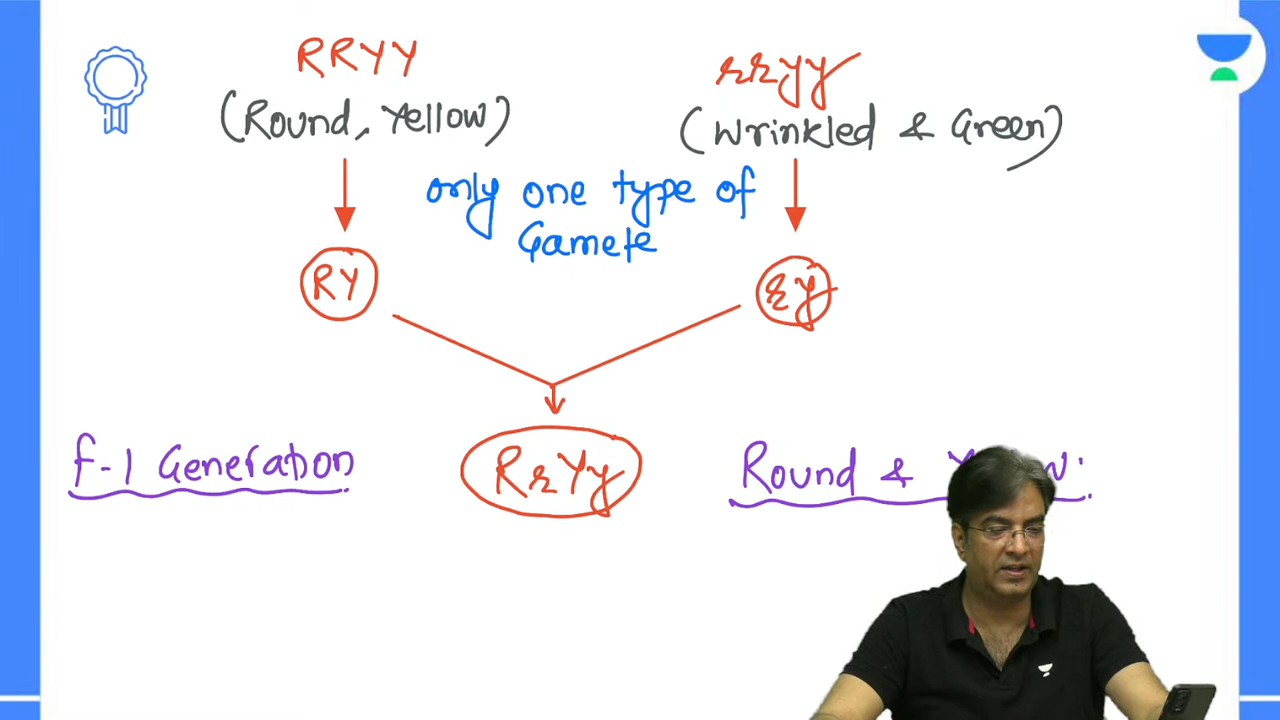 RRYY
rryy
(Round, Yellow)
(Wrinkled & Green)
only one type of
Gamete
RY
ry
f-1 Generation
RrYy
Round &